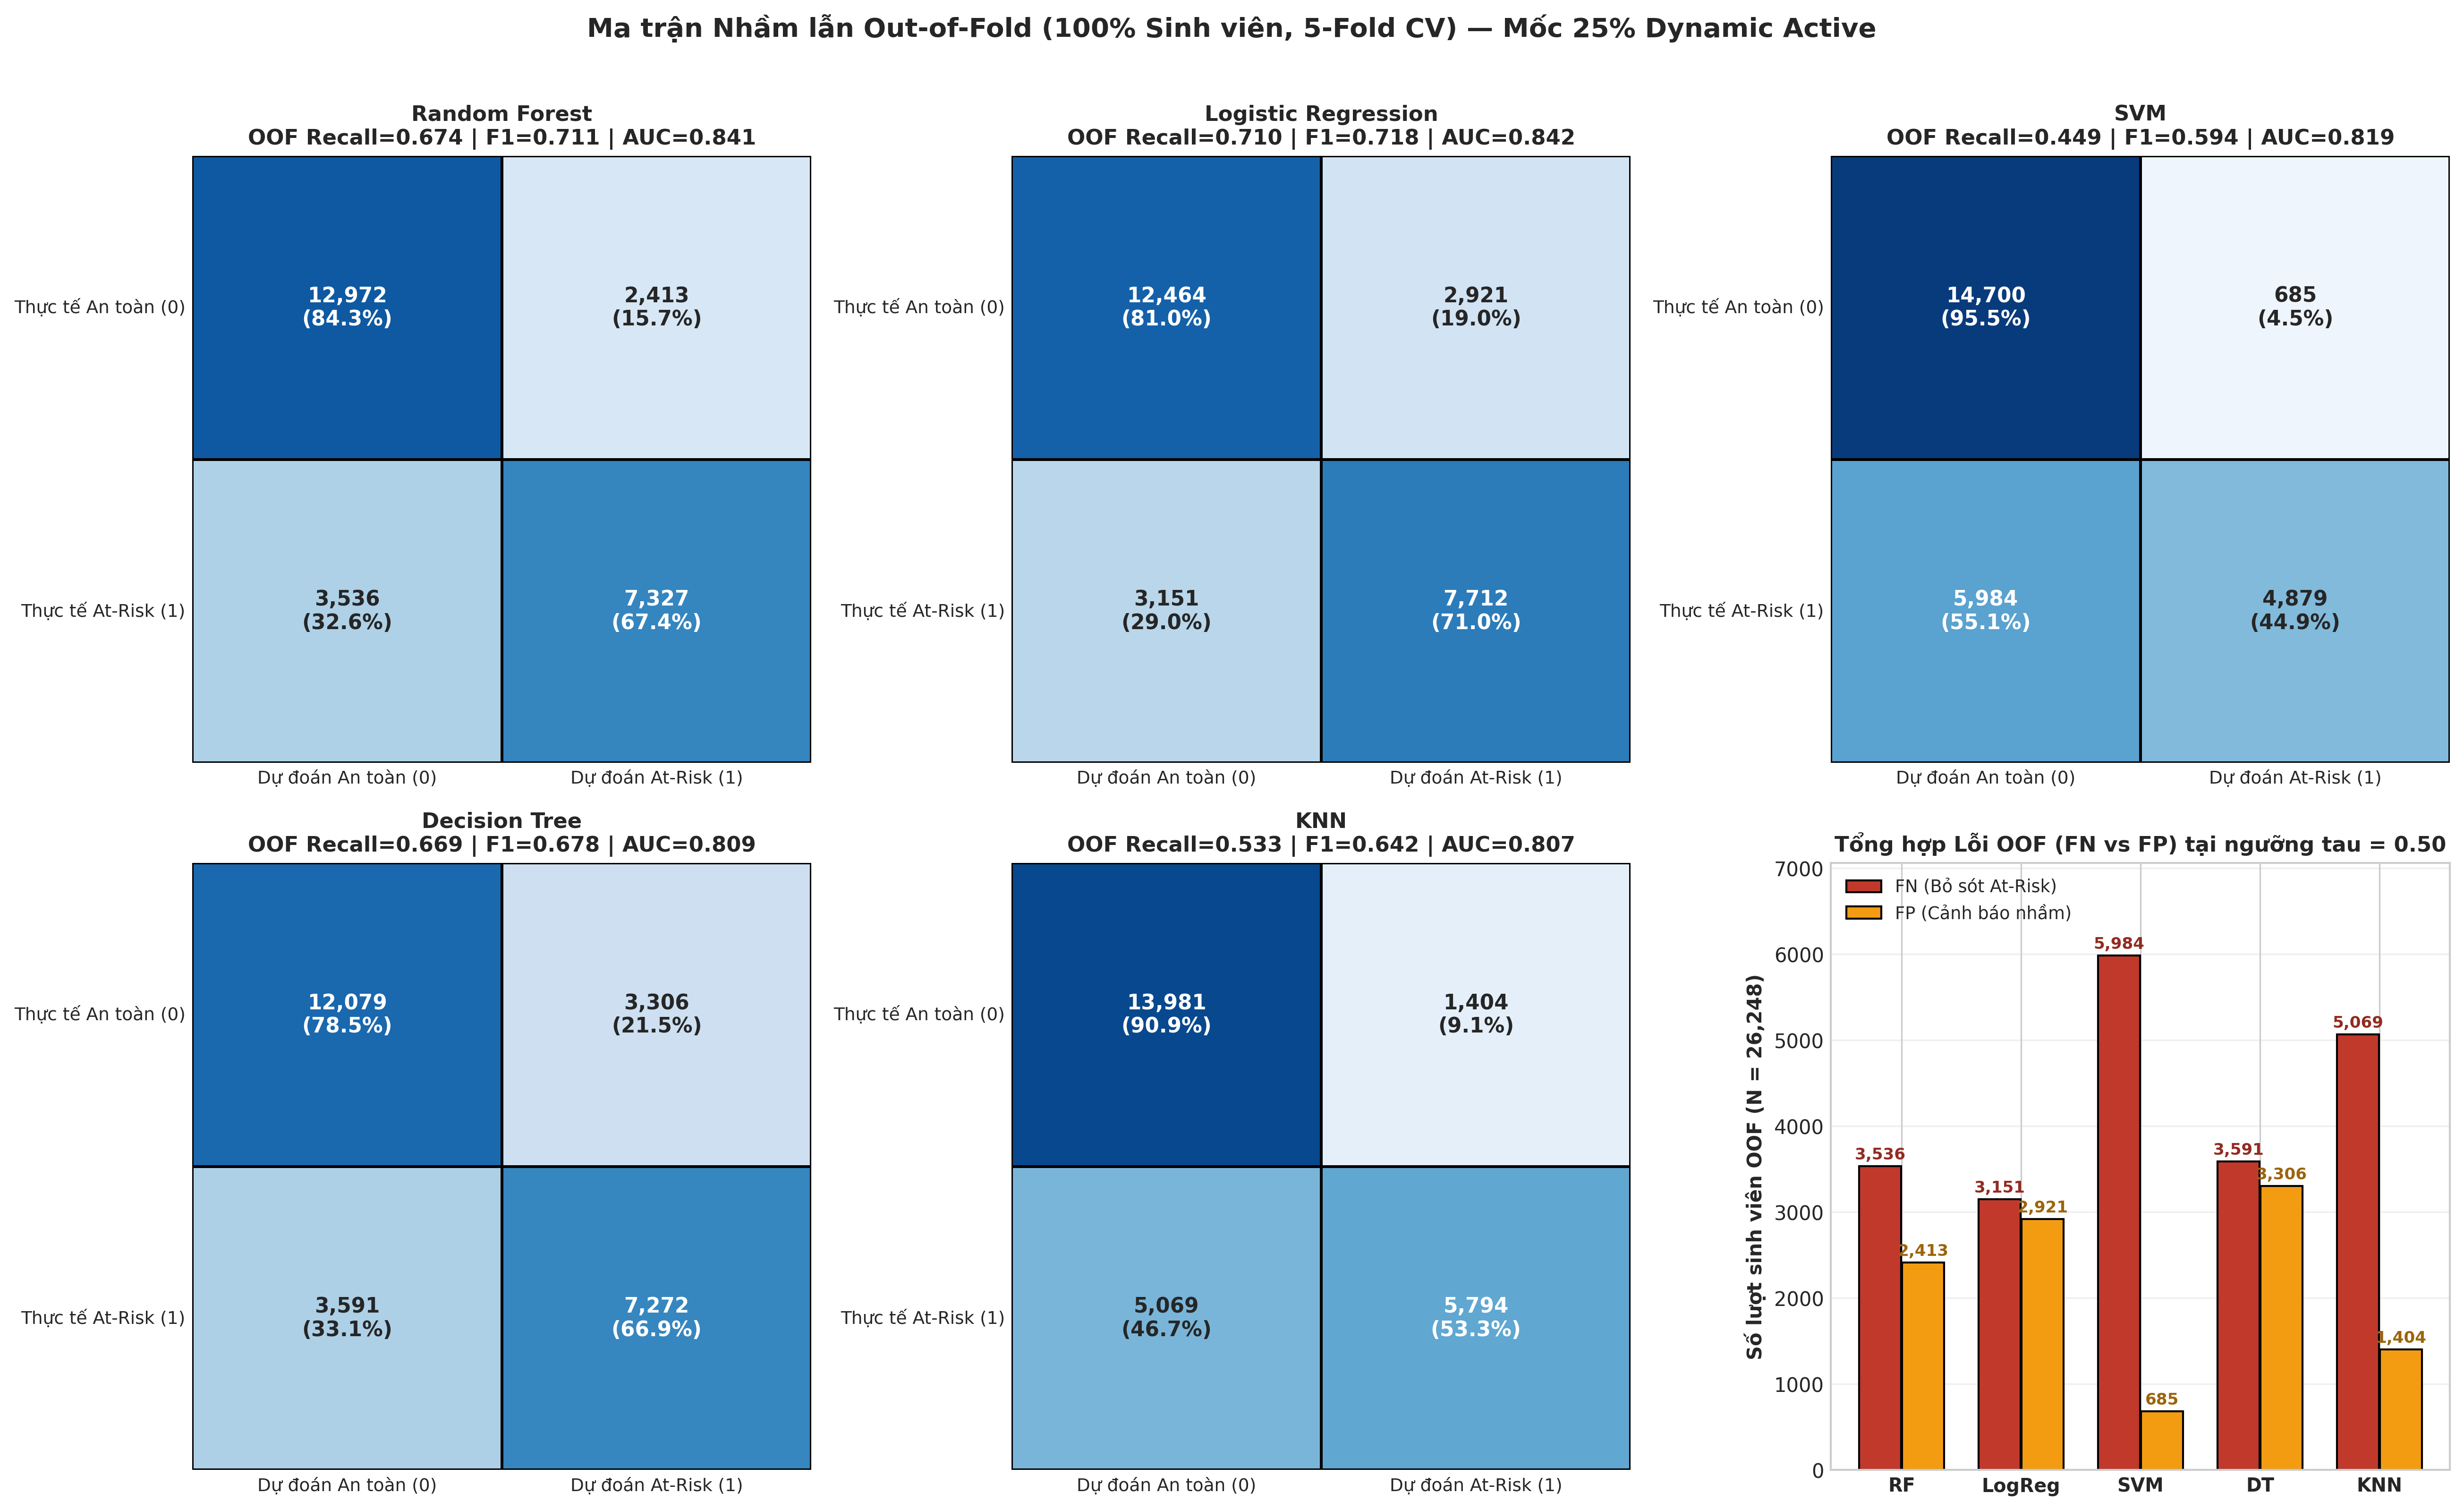 Ma trận Nhầm lẫn Out-of-Fold (100% Sinh viên, 5-Fold CV) — Mốc 25% Dynamic Active
Random Forest
OOF Recall=0.674 | F1=0.711 | AUC=0.841
Thực tế An toàn (0)
12,972
(84.3%)
2,413
(15.7%)
Thực tế At-Risk (1)
3,536
(32.6%)
7,327
(67.4%)
Dự đoán An toàn (0)
Dự đoán At-Risk (1)
Logistic Regression
OOF Recall=0.710 | F1=0.718 | AUC=0.842
Thực tế An toàn (0)
12,464
(81.0%)
2,921
(19.0%)
Thực tế At-Risk (1)
3,151
(29.0%)
7,712
(71.0%)
Dự đoán An toàn (0)
Dự đoán At-Risk (1)
SVM
OOF Recall=0.449 | F1=0.594 | AUC=0.819
Thực tế An toàn (0)
14,700
(95.5%)
685
(4.5%)
Thực tế At-Risk (1)
5,984
(55.1%)
4,879
(44.9%)
Dự đoán An toàn (0)
Dự đoán At-Risk (1)
Decision Tree
OOF Recall=0.669 | F1=0.678 | AUC=0.809
Thực tế An toàn (0)
12,079
(78.5%)
3,306
(21.5%)
Thực tế At-Risk (1)
3,591
(33.1%)
7,272
(66.9%)
Dự đoán An toàn (0)
Dự đoán At-Risk (1)
KNN
OOF Recall=0.533 | F1=0.642 | AUC=0.807
Thực tế An toàn (0)
13,981
(90.9%)
1,404
(9.1%)
Thực tế At-Risk (1)
5,069
(46.7%)
5,794
(53.3%)
Dự đoán An toàn (0)
Dự đoán At-Risk (1)
Tổng hợp Lỗi OOF (FN vs FP) tại ngưỡng tau = 0.50
FN (Bỏ sót At-Risk)
FP (Cảnh báo nhầm)
Số lượt sinh viên OOF (N = 26,248)
7000
6000
5000
4000
3000
2000
1000
0
3,536
2,413
3,151
2,921
5,984
685
3,591
3,306
5,069
1,404
RF
LogReg
SVM
DT
KNN